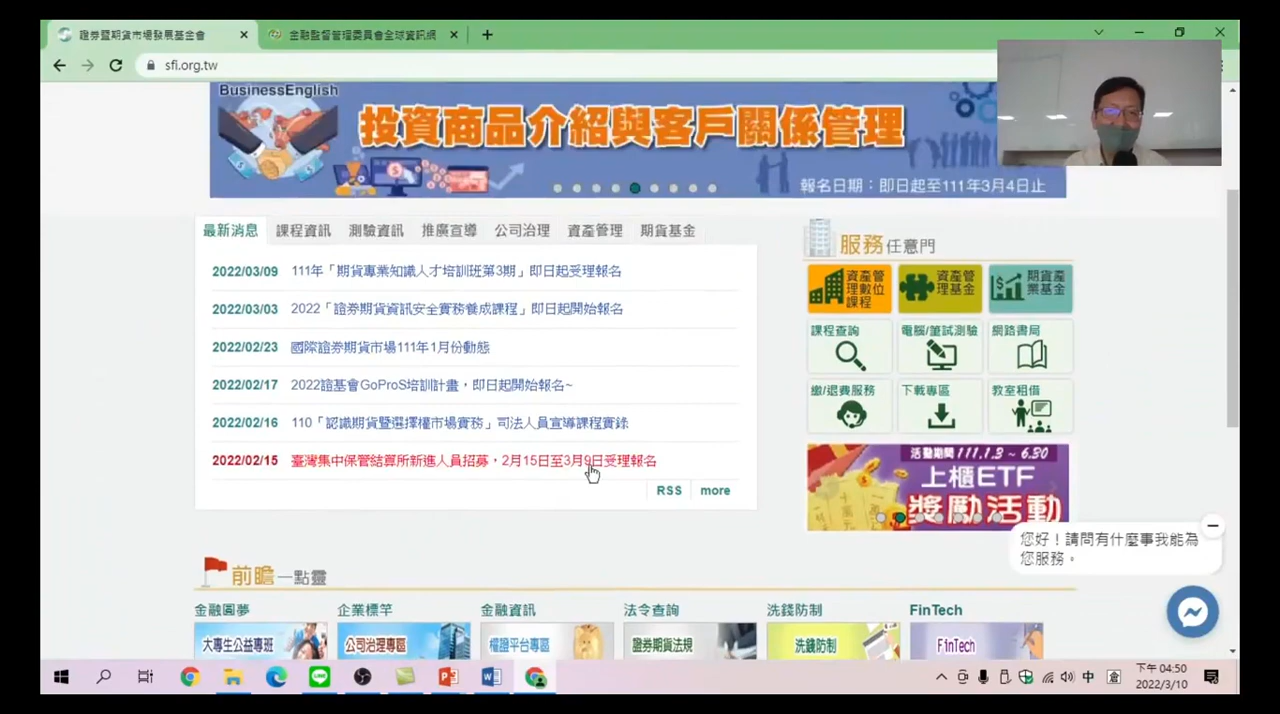 證券暨期貨市場發展基金會
金融監督管理委員會全球資訊網
sfi.org.tw
BusinessEnglish
投資商品介紹與客戶關係管理
報名日期：即日起至111年3月4日止
最新消息 課程資訊 測驗資訊 推廣宣導 公司治理 資產管理 期貨基金
2022/03/09 111年「期貨專業知識人才培訓班第3期」即日起受理報名
2022/03/03 2022「證券期貨資訊安全實務養成課程」即日起開始報名
2022/02/23 國際證券期貨市場111年1月份動態
2022/02/17 2022證基會GoProS培訓計畫，即日起開始報名~
2022/02/16 110「認識期貨暨選擇權市場實務」司法人員宣導課程實錄
2022/02/15 臺灣集中保管結算所新進人員招募，2月15日至3月9日受理報名
RSS more
服務任意門
資產管理數位課程
資產管理基金
期貨產業基金
課程查詢 電腦/筆試測驗 網路書局
繳/退費服務 下載專區 教室租借
活動期間111.1.3 ~ 6.30
上櫃ETF
獎勵活動
您好！請問有什麼事我能為
您服務。
前瞻一點靈
金融圓夢 企業標竿 金融資訊 法令查詢 洗錢防制 FinTech
大專生公益專班 公司治理專區 權證平台專區 證券期貨法規 洗錢防制 FinTech
中 倉
下午 04:50
2022/3/10